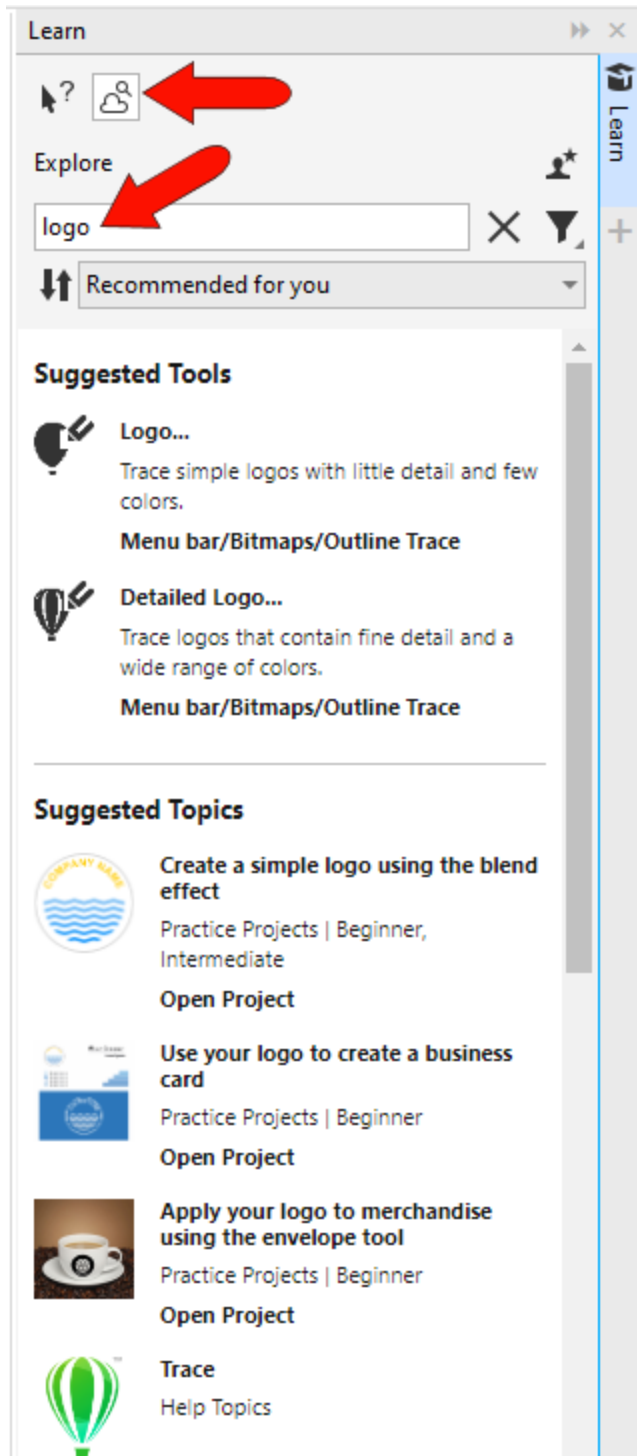 Learn
?
Learn
Explore
logo
Recommended for you
Suggested Tools
Logo...
Trace simple logos with little detail and few
colors.
Menu bar/Bitmaps/Outline Trace
Detailed Logo...
Trace logos that contain fine detail and a
wide range of colors.
Menu bar/Bitmaps/Outline Trace
Suggested Topics
COMPANY NAME
Create a simple logo using the blend
effect
Practice Projects | Beginner,
Intermediate
Open Project
Use your logo to create a business
card
Practice Projects | Beginner
Open Project
Apply your logo to merchandise
using the envelope tool
Practice Projects | Beginner
Open Project
Trace
Help Topics